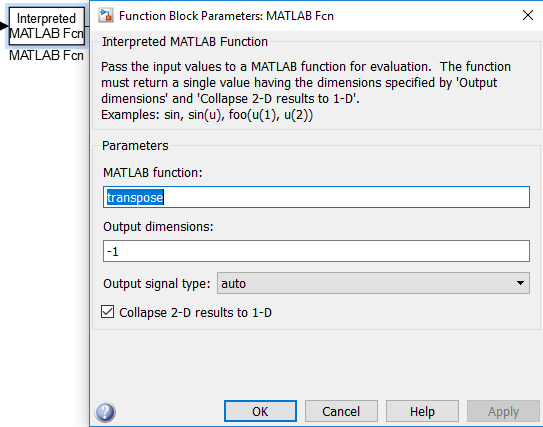 Interpreted
MATLAB Fcn
MATLAB Fcn
Function Block Parameters: MATLAB Fcn
Interpreted MATLAB Function
Pass the input values to a MATLAB function for evaluation.  The function
must return a single value having the dimensions specified by 'Output
dimensions' and 'Collapse 2-D results to 1-D'.
Examples: sin, sin(u), foo(u(1), u(2))
Parameters
MATLAB function:
transpose
Output dimensions:
-1
Output signal type: auto
Collapse 2-D results to 1-D
? OK Cancel Help Apply